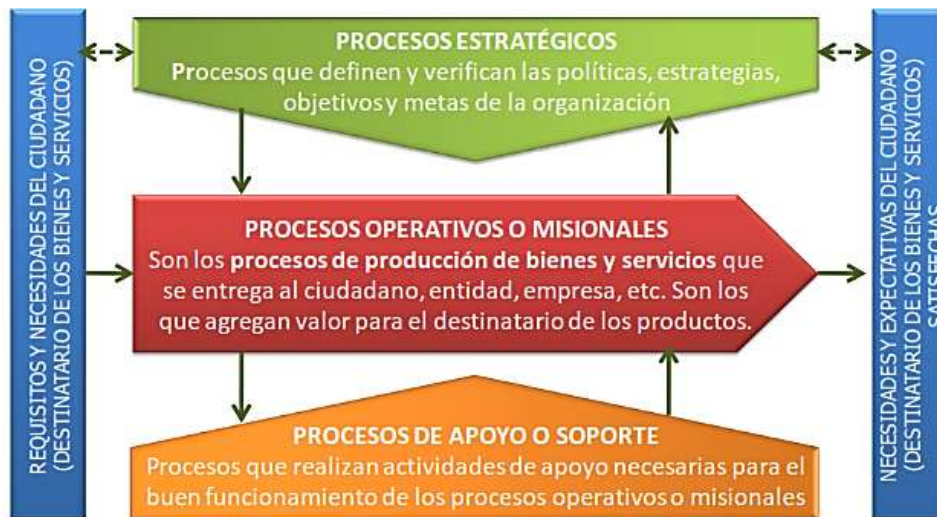 REQUISITOS Y NECESIDADES DEL CIUDADANO
(DESTINATARIO DE LOS BIENES Y SERVICIOS)
PROCESOS ESTRATÉGICOS
Procesos que definen y verifican las políticas, estrategias,
objetivos y metas de la organización
PROCESOS OPERATIVOS O MISIONALES
Son los procesos de producción de bienes y servicios que
se entrega al ciudadano, entidad, empresa, etc. Son los
que agregan valor para el destinatario de los productos.
PROCESOS DE APOYO O SOPORTE
Procesos que realizan actividades de apoyo necesarias para el
buen funcionamiento de los procesos operativos o misionales
NECESIDADES Y EXPECTATIVAS DEL CIUDADANO
(DESTINATARIO DE LOS BIENES Y SERVICIOS)
SATISFECHAS